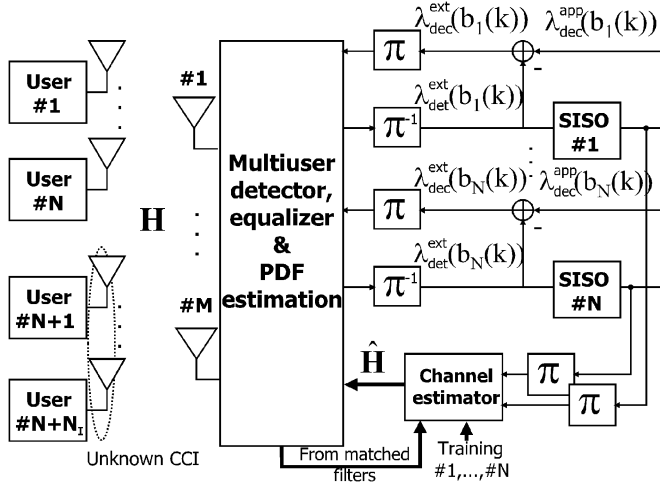 User
#1
User
#N
User
#N+1
User
#N+N_I
Unknown CCI
H
#1
#M
Multiuser
detector,
equalizer
&
PDF
estimation
π
λ_dec^ext(b_1(k))
λ_dec^app(b_1(k))
-
π^-1
λ_det^ext(b_1(k))
SISO
#1
π
λ_dec^ext(b_N(k))
λ_dec^app(b_N(k))
-
π^-1
λ_det^ext(b_N(k))
SISO
#N
Ĥ
Channel
estimator
π
π
From matched
filters
Training
#1,...,#N